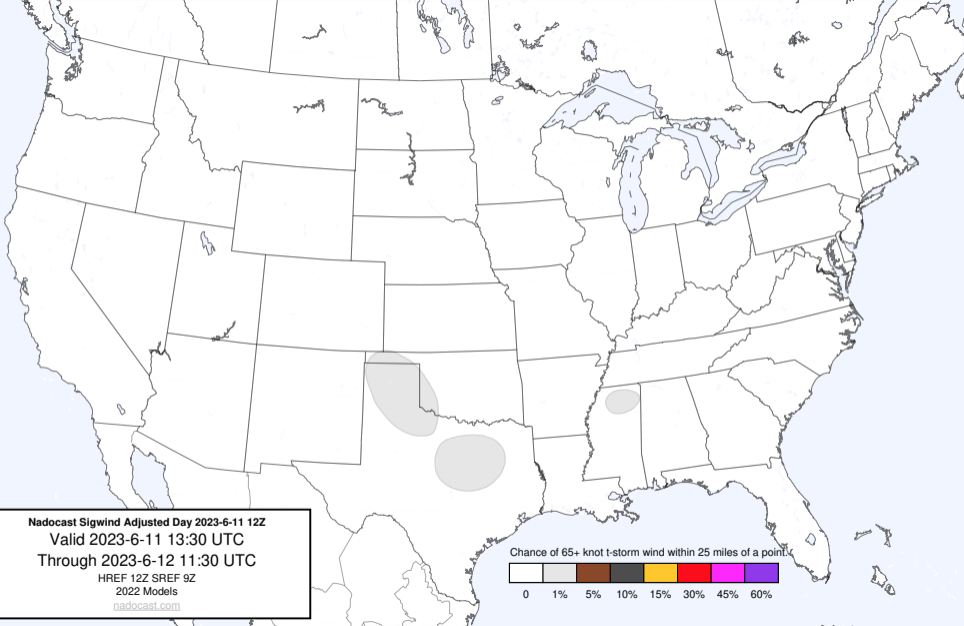 Nadocast Sigwind Adjusted Day 2023-6-11 12Z
Valid 2023-6-11 13:30 UTC
Through 2023-6-12 11:30 UTC
HREF 12Z SREF 9Z
2022 Models
nadocast.com
Chance of 65+ knot t-storm wind within 25 miles of a point.
0 1% 5% 10% 15% 30% 45% 60%